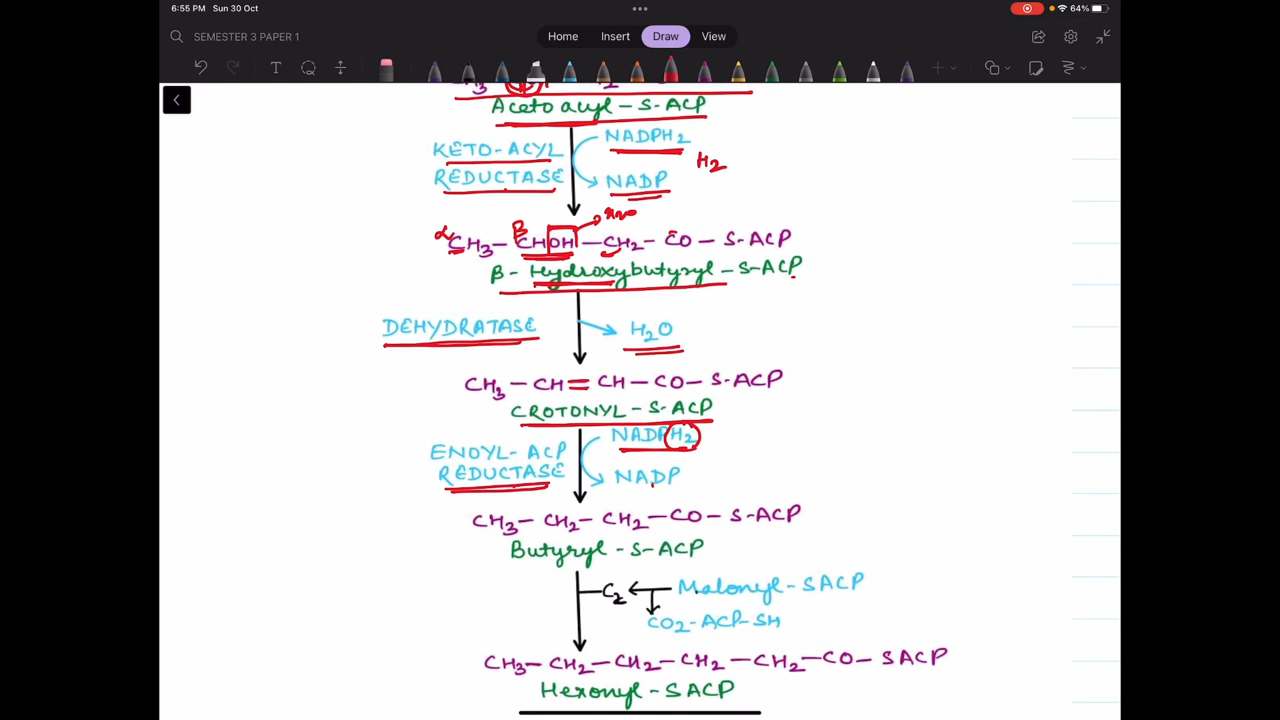 6:55 PM Sun 30 Oct
64%
SEMESTER 3 PAPER 1
Home Insert Draw View
Aceto acyl - S-ACP
KETO-ACYL
REDUCTASE
NADPH2
H2
NADP
α β
CH3 - CHOH - CH2 - CO - S-ACP
β - Hydroxybutyryl - S-ACP
DEHYDRATASE
H2O
CH3 - CH = CH - CO - S-ACP
CROTONYL - S-ACP
NADPH2
ENOYL-ACP
REDUCTASE
NADP
CH3 - CH2 - CH2 - CO - S-ACP
Butyryl - S-ACP
C2 ← Malonyl-SACP
CO2-ACP-SH
CH3 - CH2 - CH2 - CH2 - CH2 - CO - SACP
Hexonyl-SACP